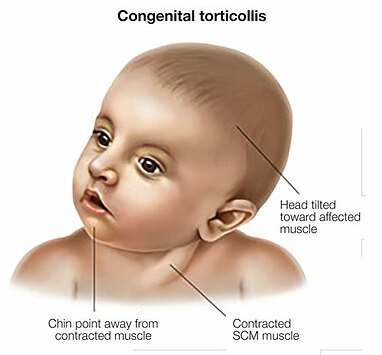 Congenital torticollis
Head tilted
toward affected
muscle
Chin point away from
contracted muscle
Contracted
SCM muscle